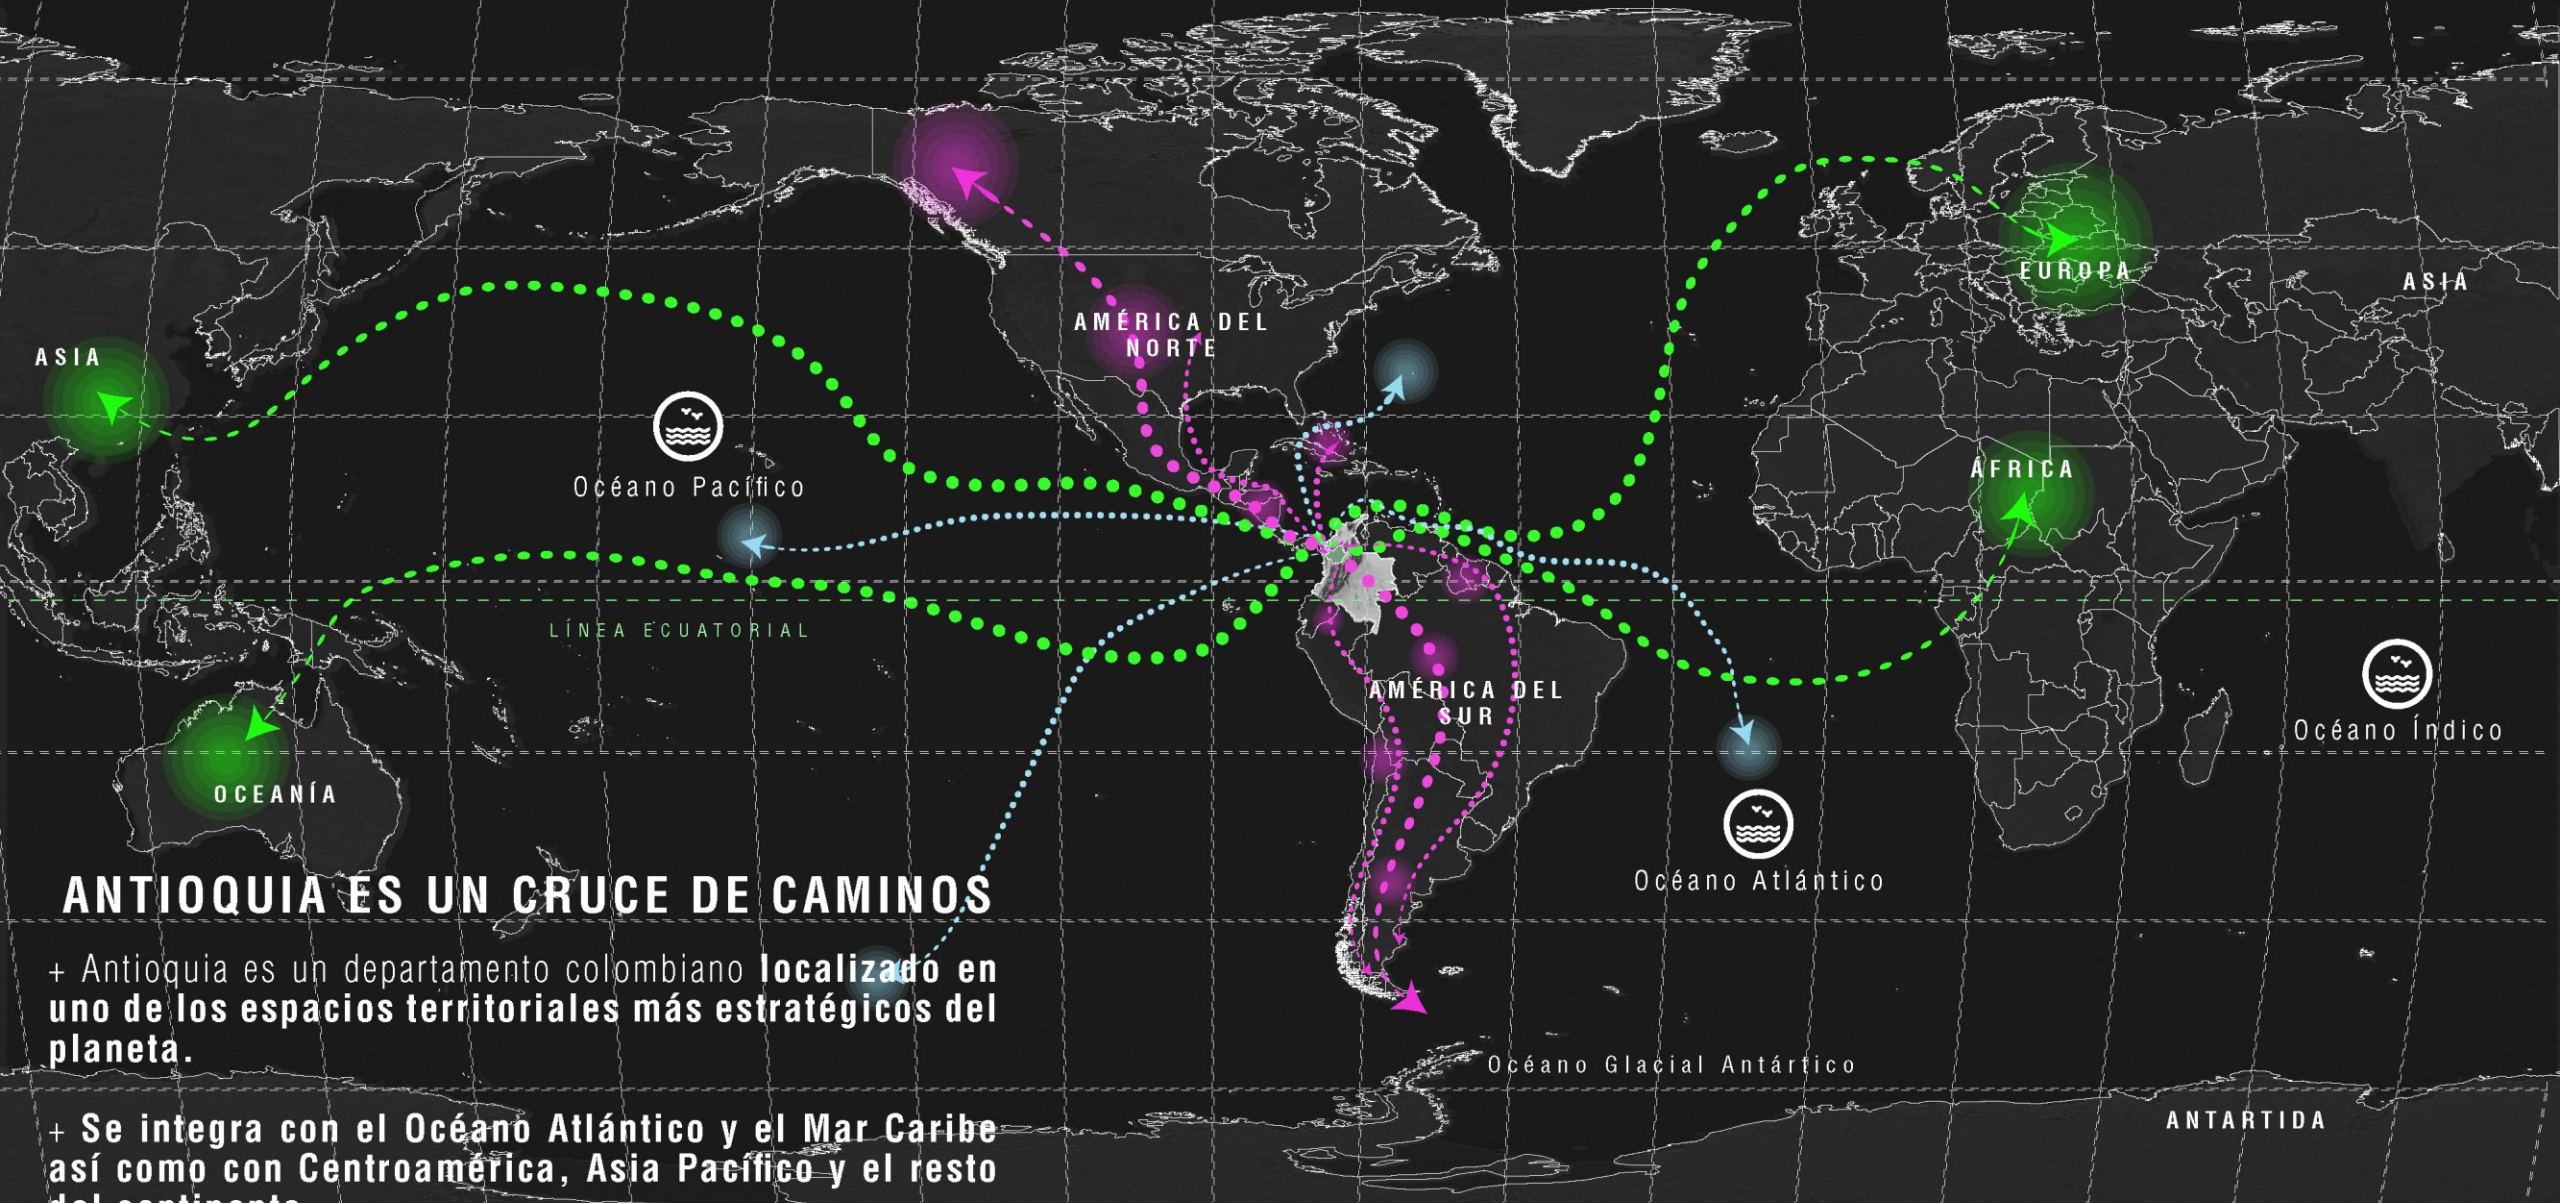 EUROPA
ASIA
AMÉRICA DEL
NORTE
ASIA
ÁFRICA
Océano Pacífico
LÍNEA ECUATORIAL
AMÉRICA DEL
SUR
Océano Índico
OCEANÍA
Océano Atlántico
ANTIOQUIA ES UN CRUCE DE CAMINOS
+ Antioquia es un departamento colombiano localizado en
uno de los espacios territoriales más estratégicos del
planeta.
Océano Glacial Antártico
ANTARTIDA
+ Se integra con el Océano Atlántico y el Mar Caribe
así como con Centroamérica, Asia Pacífico y el resto
del continente